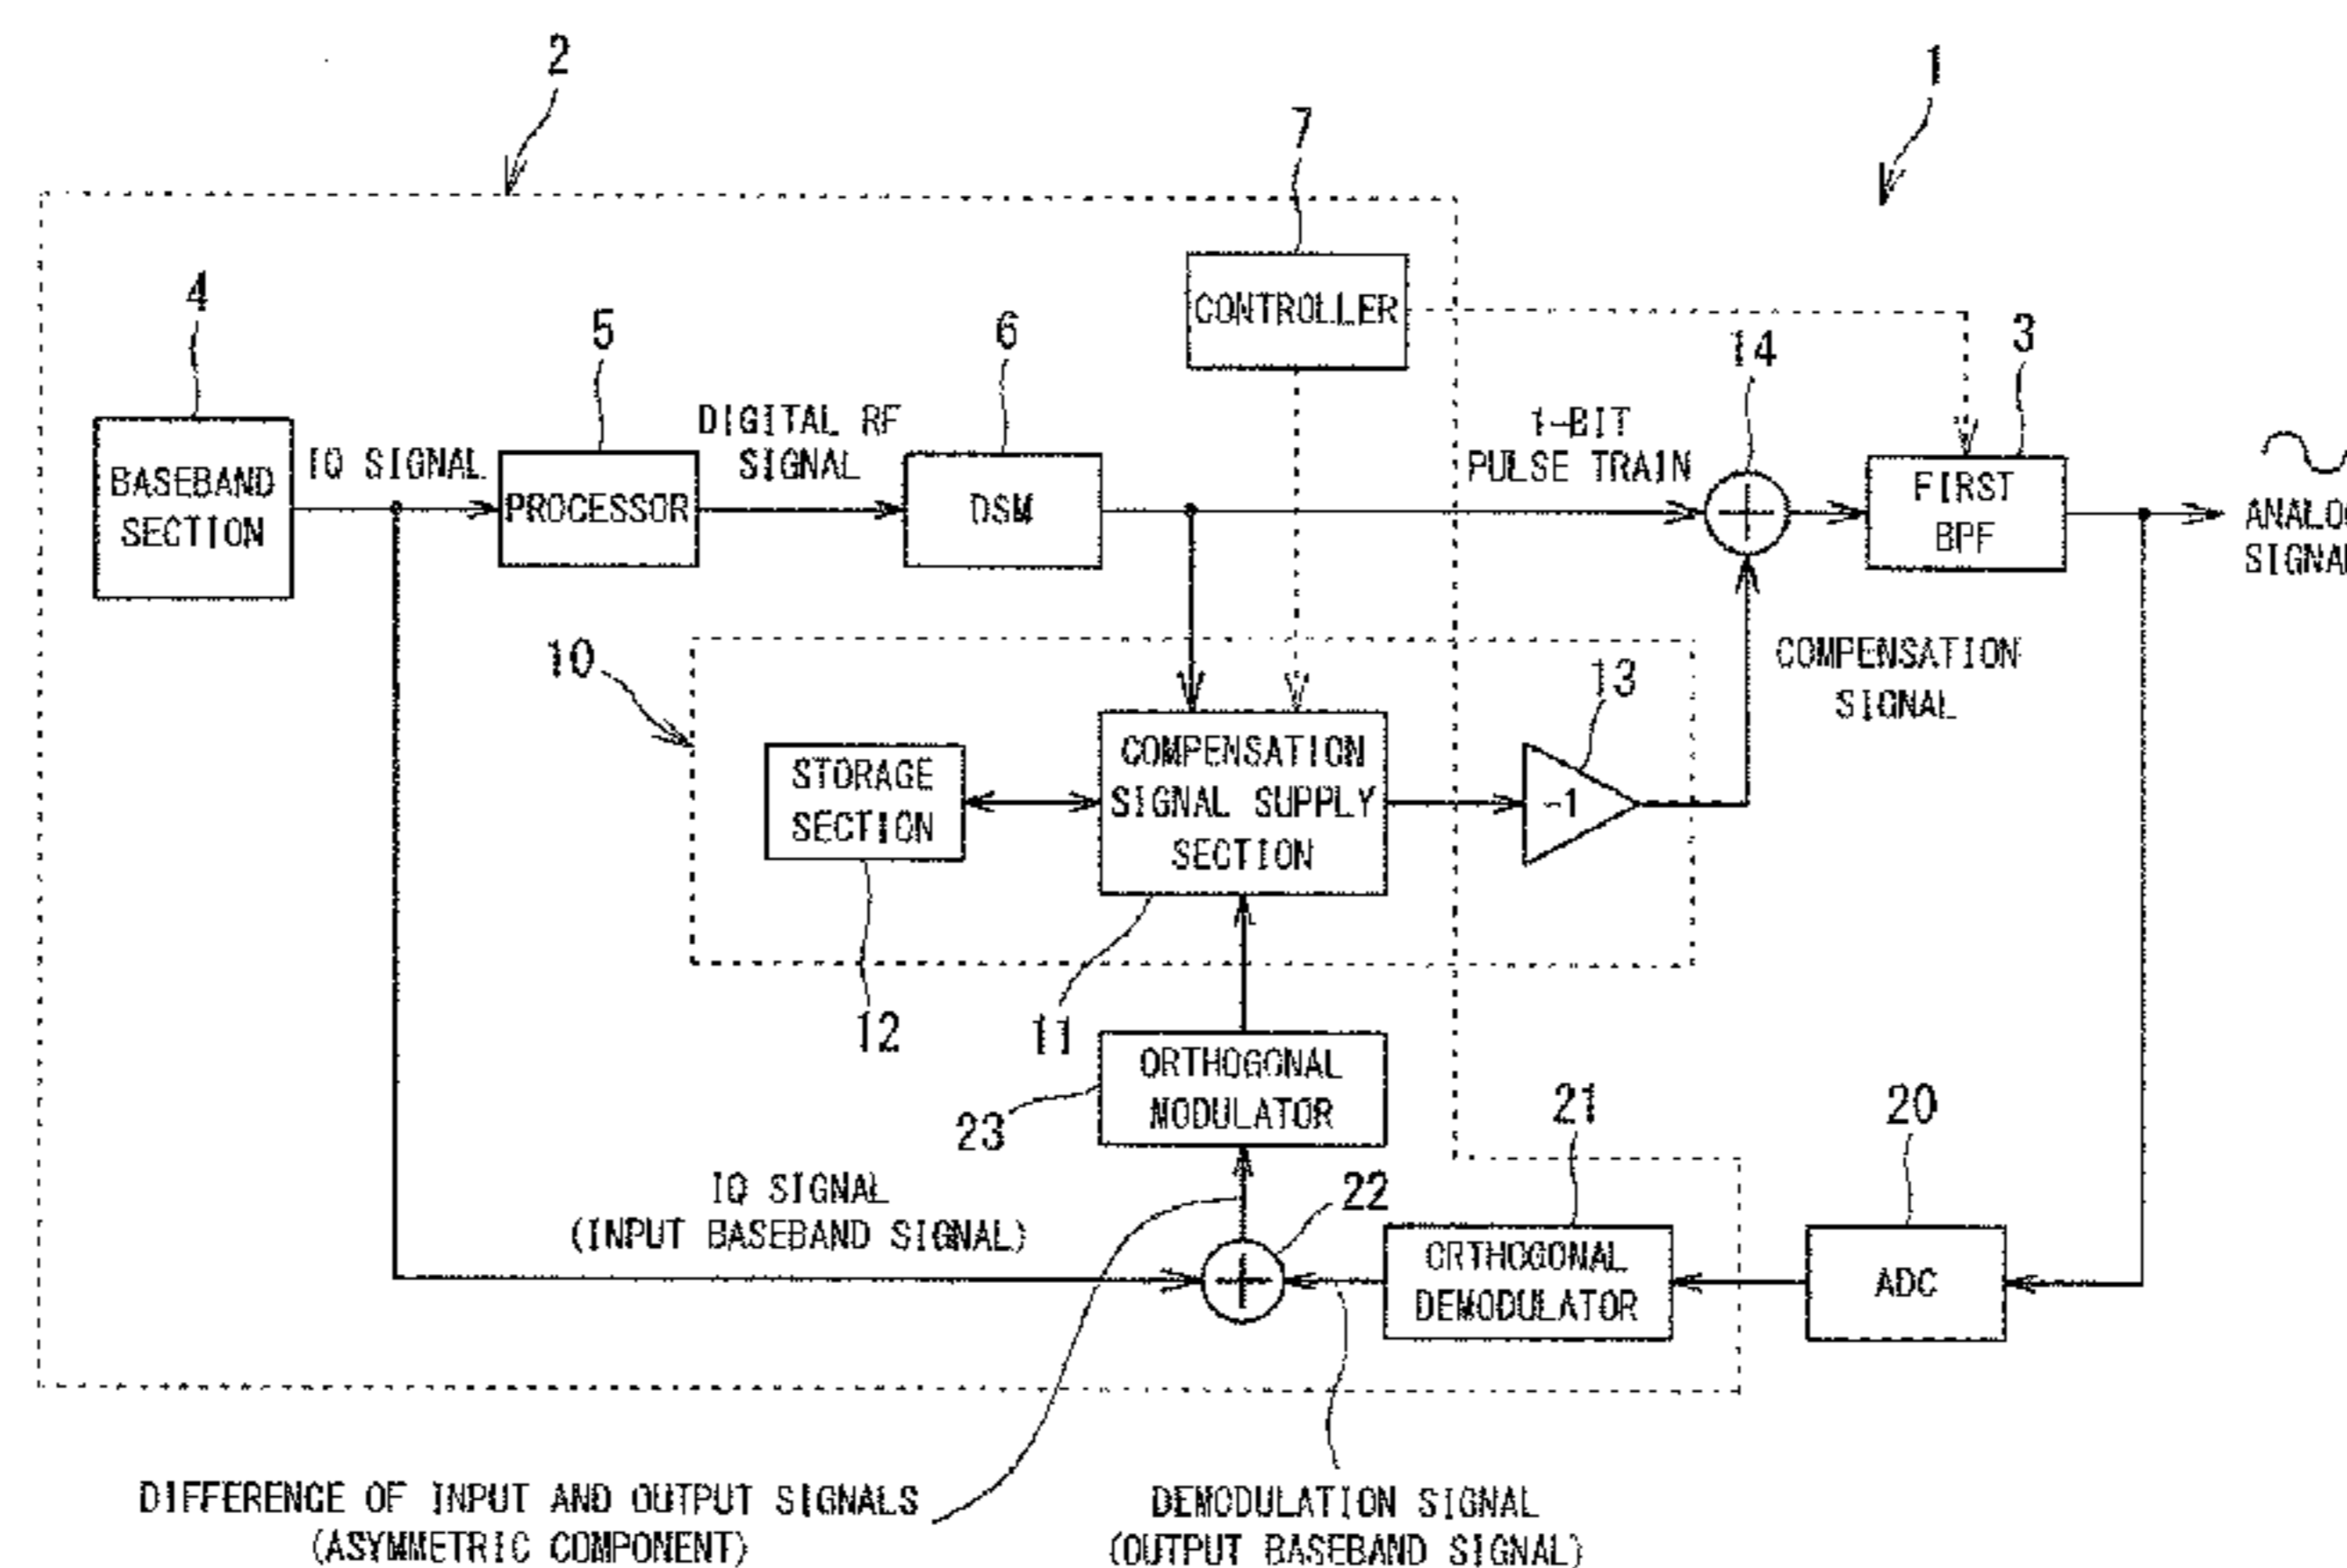 2
1
7
CONTROLLER
4
5
6
14
3
BASEBAND
SECTION
IQ SIGNAL
PROCESSOR
DIGITAL RF
SIGNAL
DSM
1-BIT
PULSE TRAIN
FIRST
BPF
SIGNAL
10
13
COMPENSATION
SIGNAL
STORAGE
SECTION
COMPENSATION
SIGNAL SUPPLY
SECTION
-1
12
11
ORTHOGONAL
MODULATOR
23
21
20
IQ SIGNAL
(INPUT BASEBAND SIGNAL)
22
ORTHOGONAL
DEMODULATOR
ADC
DIFFERENCE OF INPUT AND OUTPUT SIGNALS
(ASYMMETRIC COMPONENT)
DEMODULATION SIGNAL
(OUTPUT BASEBAND SIGNAL)